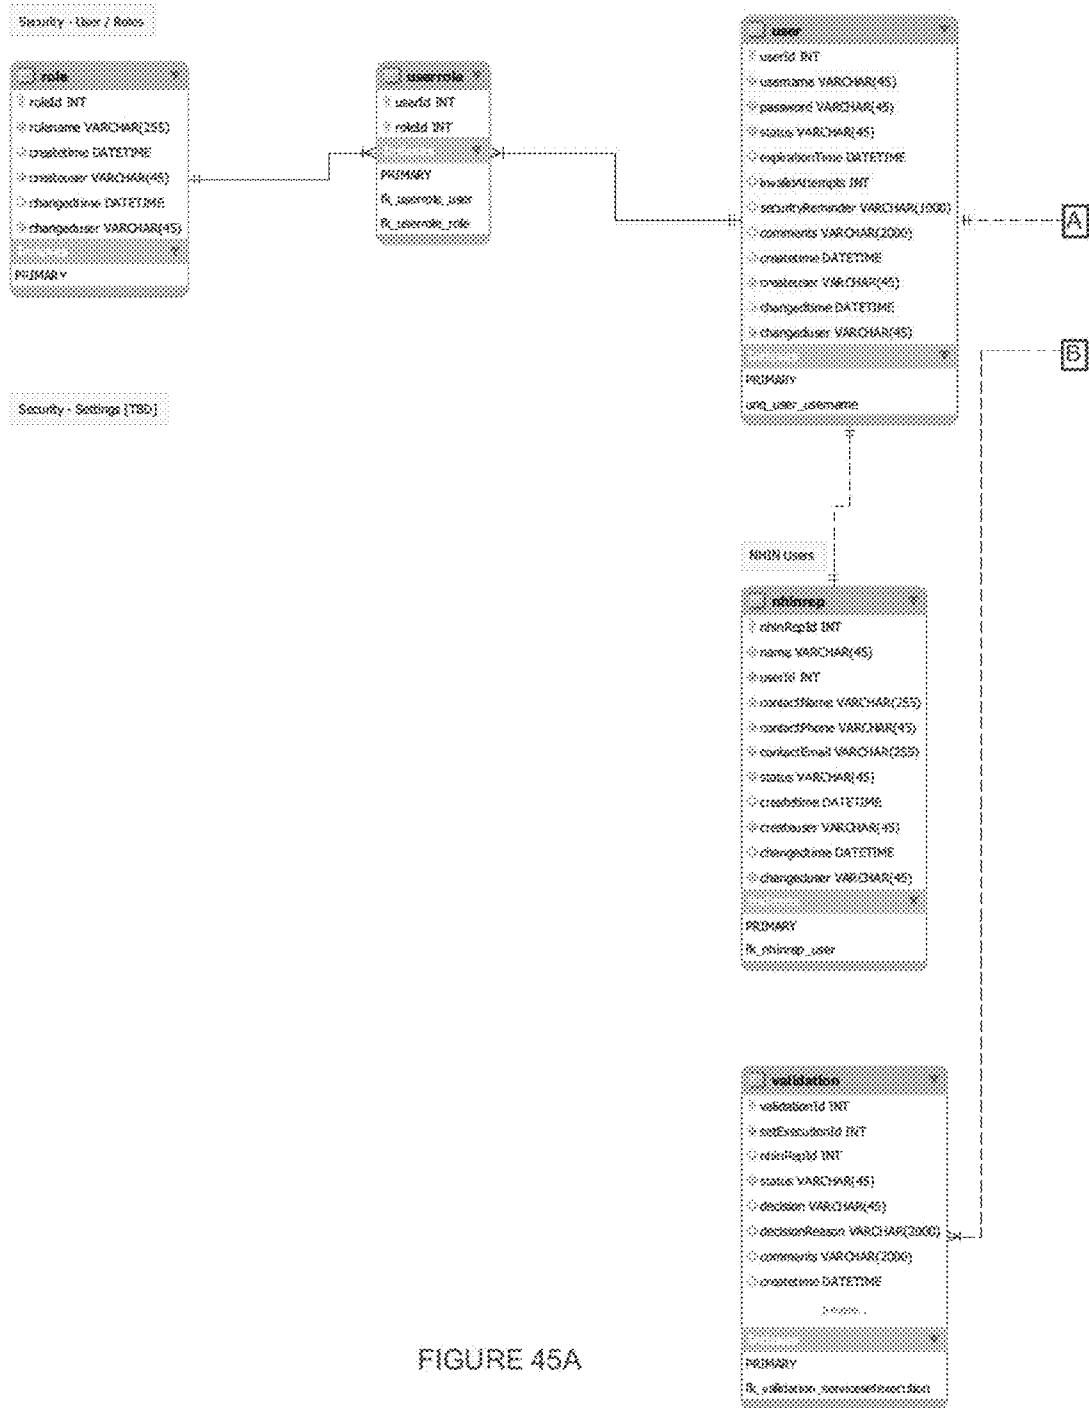 Security - User / Roles
role
roleId INT
rolename VARCHAR(255)
createtime DATETIME
createuser VARCHAR(45)
changedtime DATETIME
changeduser VARCHAR(45)
PRIMARY
userrole
userId INT
roleId INT
PRIMARY
fk_userrole_user
fk_userrole_role
user
userId INT
username VARCHAR(45)
password VARCHAR(45)
status VARCHAR(45)
expirationTime DATETIME
invalidAttempts INT
securityReminder VARCHAR(1000)
comments VARCHAR(2000)
createtime DATETIME
createuser VARCHAR(45)
changedtime DATETIME
changeduser VARCHAR(45)
PRIMARY
unq_user_username
A
B
Security - Settings [TBD]
NHIN Users
nhinrep
nhinRepId INT
name VARCHAR(45)
userId INT
contactName VARCHAR(255)
contactPhone VARCHAR(45)
contactEmail VARCHAR(255)
status VARCHAR(45)
createtime DATETIME
createuser VARCHAR(45)
changedtime DATETIME
changeduser VARCHAR(45)
PRIMARY
fk_nhinrep_user
validation
validationId INT
setExecutionId INT
nhinRepId INT
status VARCHAR(45)
decision VARCHAR(45)
decisionReason VARCHAR(2000)
comments VARCHAR(2000)
createtime DATETIME
PRIMARY
fk_validation_servicesetexecution
FIGURE 45A